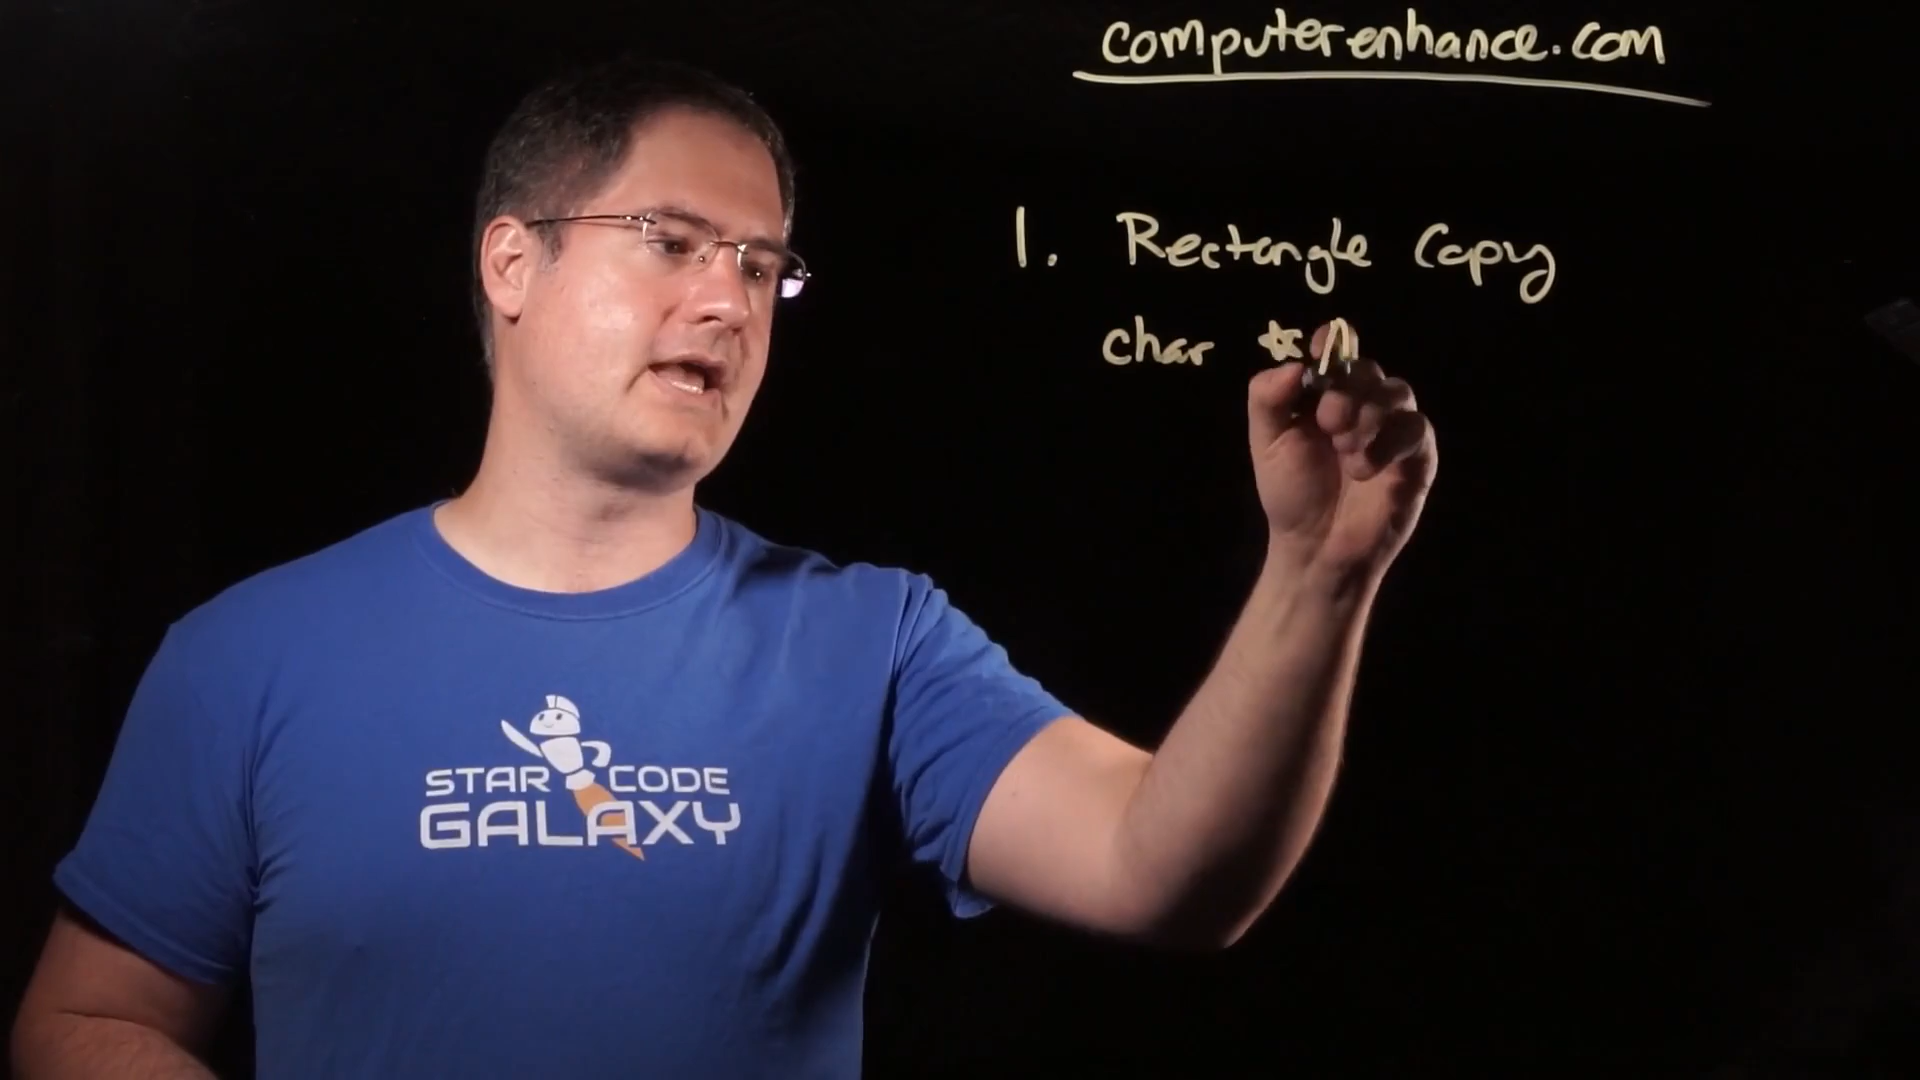 computerenhance.com
1. Rectangle Copy
char *
STAR CODE
GALAXY